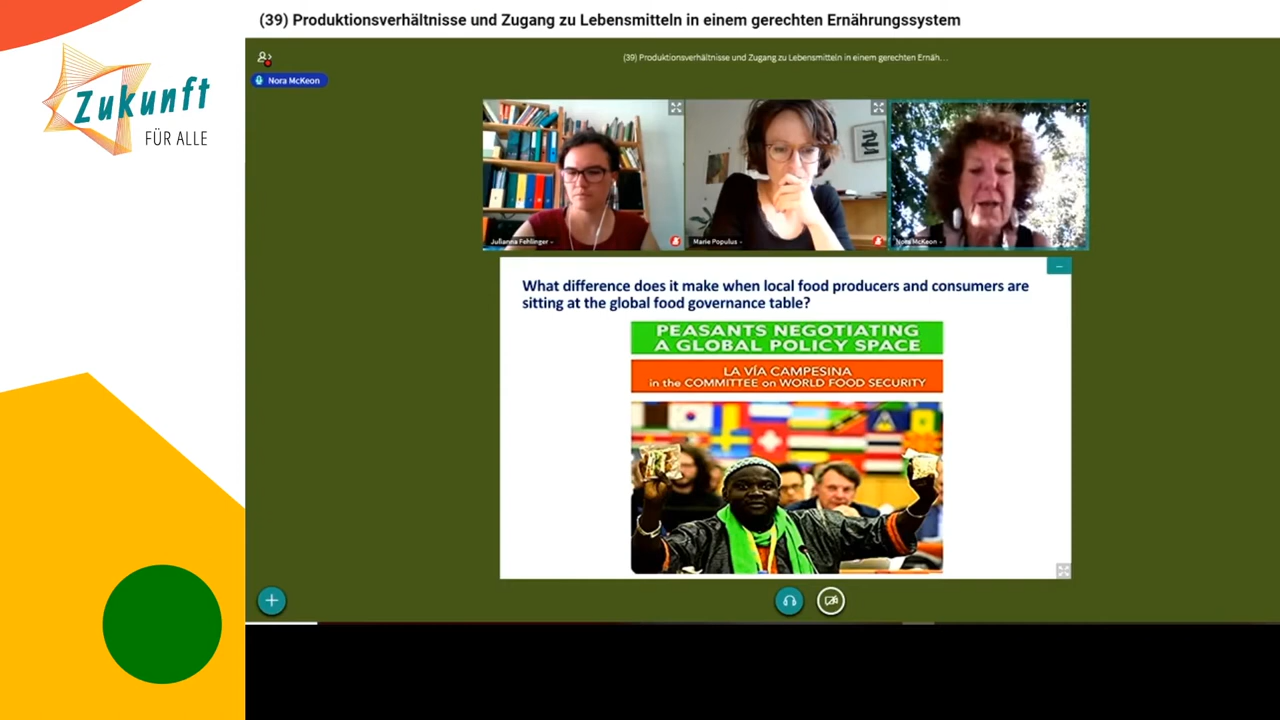 (39) Produktionsverhältnisse und Zugang zu Lebensmitteln in einem gerechten Ernährungssystem
Zukunft
FÜR ALLE
(39) Produktionsverhältnisse und Zugang zu Lebensmitteln in einem gerechten Ernäh...
Nora McKeon
Julianna Fehlinger
Marie Populus
Nora McKeon
What difference does it make when local food producers and consumers are
sitting at the global food governance table?
PEASANTS NEGOTIATING
A GLOBAL POLICY SPACE
LA VÍA CAMPESINA
in the COMMITTEE on WORLD FOOD SECURITY